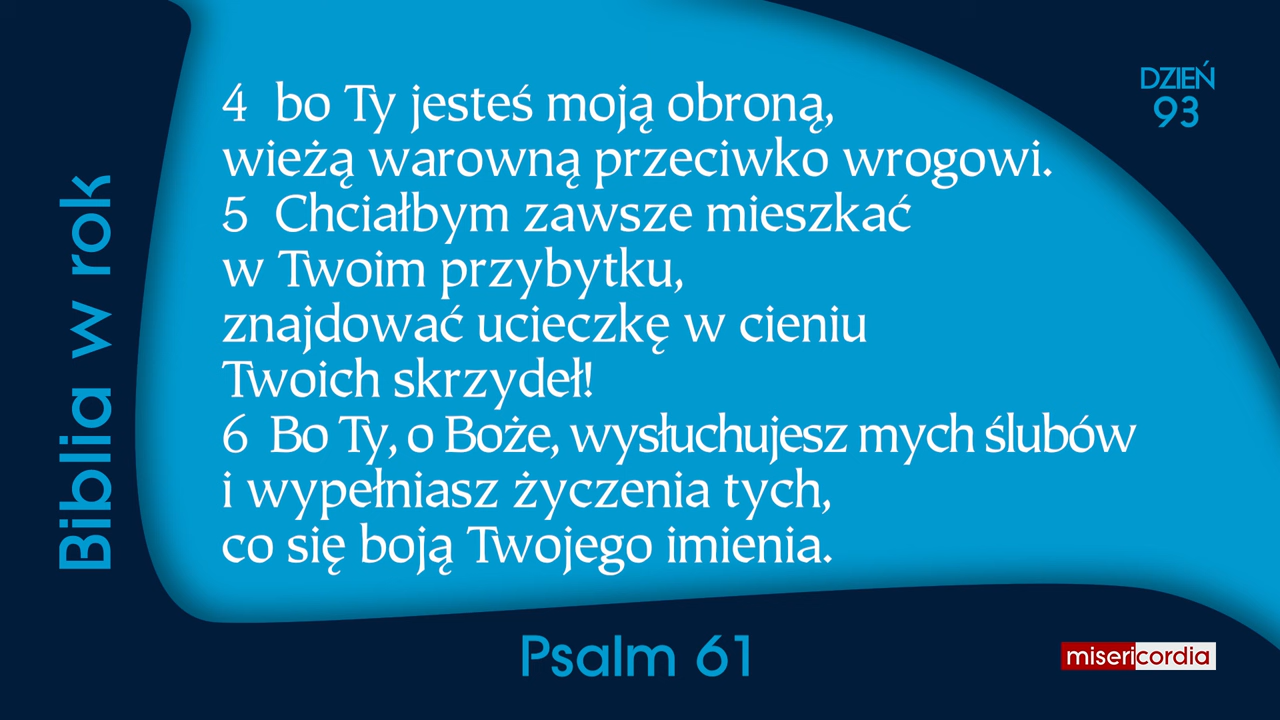 DZIEŃ
93
4 bo Ty jesteś moją obroną,
wieżą warowną przeciwko wrogowi.
5 Chciałbym zawsze mieszkać
w Twoim przybytku,
znajdować ucieczkę w cieniu
Twoich skrzydeł!
6 Bo Ty, o Boże, wysłuchujesz mych ślubów
i wypełniasz życzenia tych,
co się boją Twojego imienia.
Biblia w rok
Psalm 61
misericordia